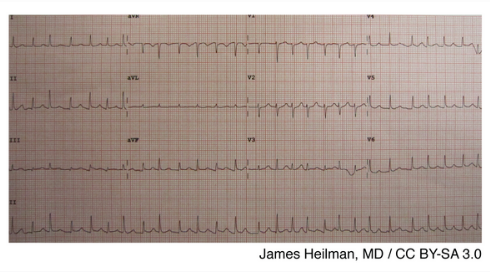 I aVR V1 V4
II aVL V2 V5
III aVF V3 V6
II
James Heilman, MD / CC BY-SA 3.0